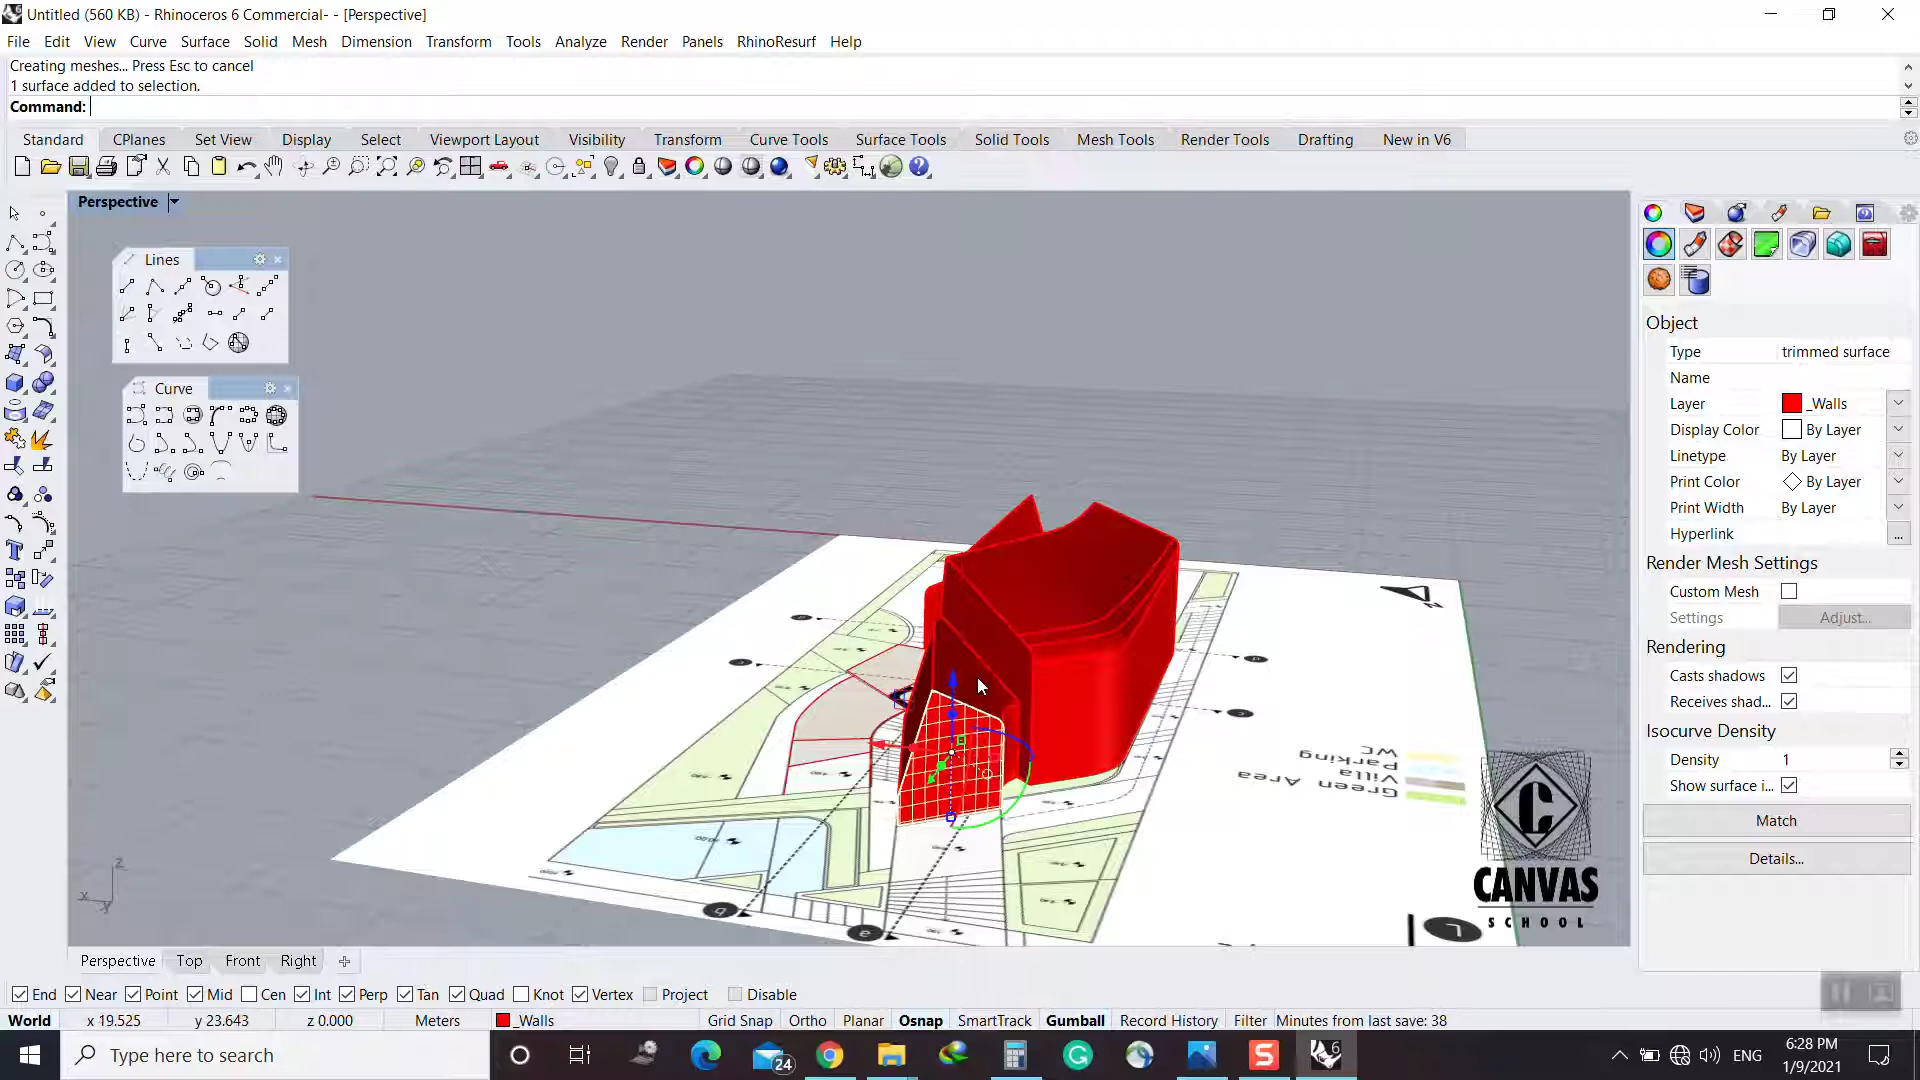 Untitled (560 KB) - Rhinoceros 6 Commercial- - [Perspective]
File Edit View Curve Surface Solid Mesh Dimension Transform Tools Analyze Render Panels RhinoResurf Help
Creating meshes... Press Esc to cancel
1 surface added to selection.
Command:
Standard CPlanes Set View Display Select Viewport Layout Visibility Transform Curve Tools Surface Tools Solid Tools Mesh Tools Render Tools Drafting New in V6
Perspective
Lines
Curve
Object
Type trimmed surface
Name
Layer _Walls
Display Color By Layer
Linetype By Layer
Print Color By Layer
Print Width By Layer
Hyperlink ...
Render Mesh Settings
Custom Mesh
Settings Adjust...
Rendering
Casts shadows
Receives shad...
Isocurve Density
Density 1
Show surface i...
Match
Details...
WC
Parking
Villa
Green Area
N
CANVAS
SCHOOL
z
x
y
Perspective Top Front Right
End Near Point Mid Cen Int Perp Tan Quad Knot Vertex Project Disable
World x 19.525 y 23.643 z 0.000 Meters _Walls Grid Snap Ortho Planar Osnap SmartTrack Gumball Record History Filter Minutes from last save: 38
Type here to search
24
ENG
6:28 PM
1/9/2021